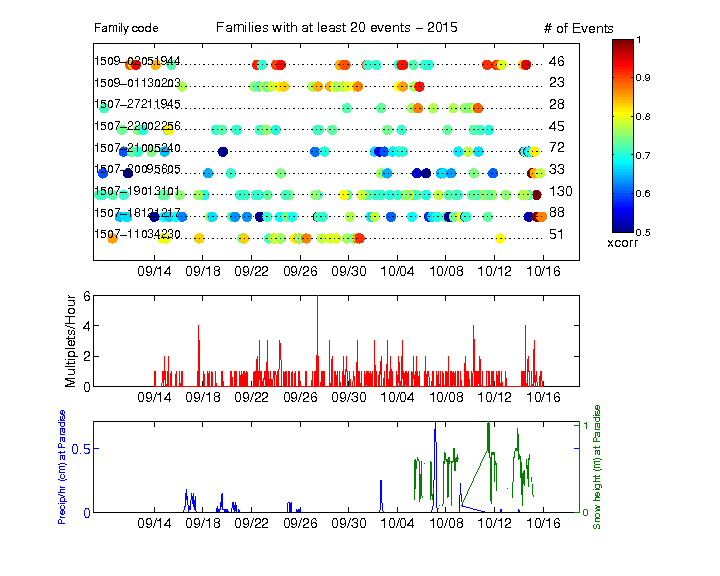 Family code Families with at least 20 events – 2015 # of Events
1509–02051944 46
1509–01130203 23
1507–27211945 28
1507–22002256 45
1507–21005240 72
1507–20095605 33
1507–19013101 130
1507–18121217 88
1507–11034230 51
09/14 09/18 09/22 09/26 09/30 10/04 10/08 10/12 10/16
1
0.9
0.8
0.7
0.6
0.5
xcorr
Multiplets/Hour
6
4
2
0
09/14 09/18 09/22 09/26 09/30 10/04 10/08 10/12 10/16
Precip/hr (cm) at Paradise
0.5
0
1
0
Snow height (m) at Paradise
09/14 09/18 09/22 09/26 09/30 10/04 10/08 10/12 10/16